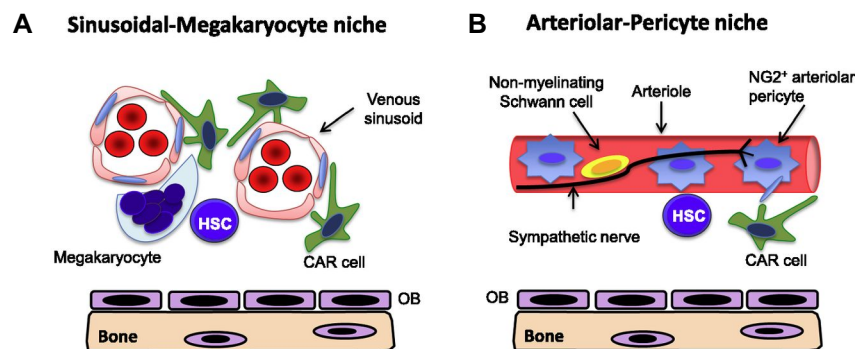 A Sinusoidal-Megakaryocyte niche
Venous
sinusoid
HSC
Megakaryocyte
CAR cell
OB
Bone
B Arteriolar-Pericyte niche
Non-myelinating
Schwann cell
Arteriole
NG2⁺ arteriolar
pericyte
HSC
Sympathetic nerve
CAR cell
OB
Bone